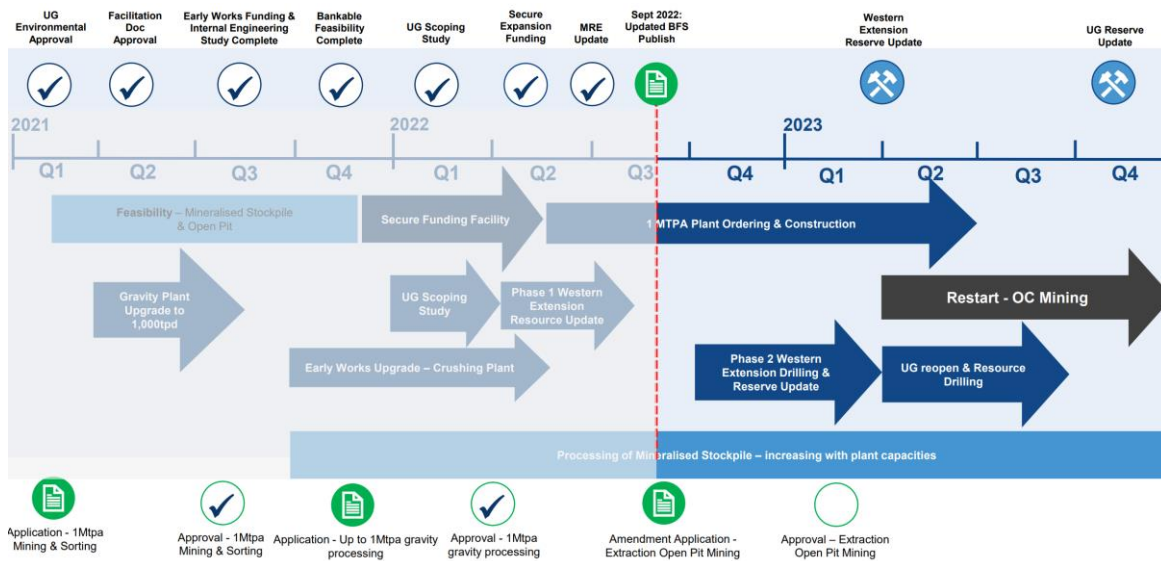 UG
Environmental
Approval
Facilitation
Doc
Approval
Early Works Funding &
Internal Engineering
Study Complete
Bankable
Feasibility
Complete
UG Scoping
Study
Secure
Expansion
Funding
MRE
Update
Sept 2022:
Updated BFS
Publish
Western
Extension
Reserve Update
UG Reserve
Update
2021
2022
2023
Q1
Q2
Q3
Q4
Q1
Q2
Q3
Q4
Q1
Q2
Q3
Q4
Feasibility – Mineralised Stockpile
& Open Pit
Secure Funding Facility
1 MTPA Plant Ordering & Construction
Gravity Plant
Upgrade to
1,000tpd
UG Scoping
Study
Phase 1 Western
Extension
Resource Update
Restart - OC Mining
Early Works Upgrade – Crushing Plant
Phase 2 Western
Extension Drilling &
Reserve Update
UG reopen & Resource
Drilling
Processing of Mineralised Stockpile – increasing with plant capacities
Application - 1Mtpa
Mining & Sorting
Approval - 1Mtpa
Mining & Sorting
Application - Up to 1Mtpa gravity
processing
Approval - 1Mtpa
gravity processing
Amendment Application -
Extraction Open Pit Mining
Approval – Extraction
Open Pit Mining